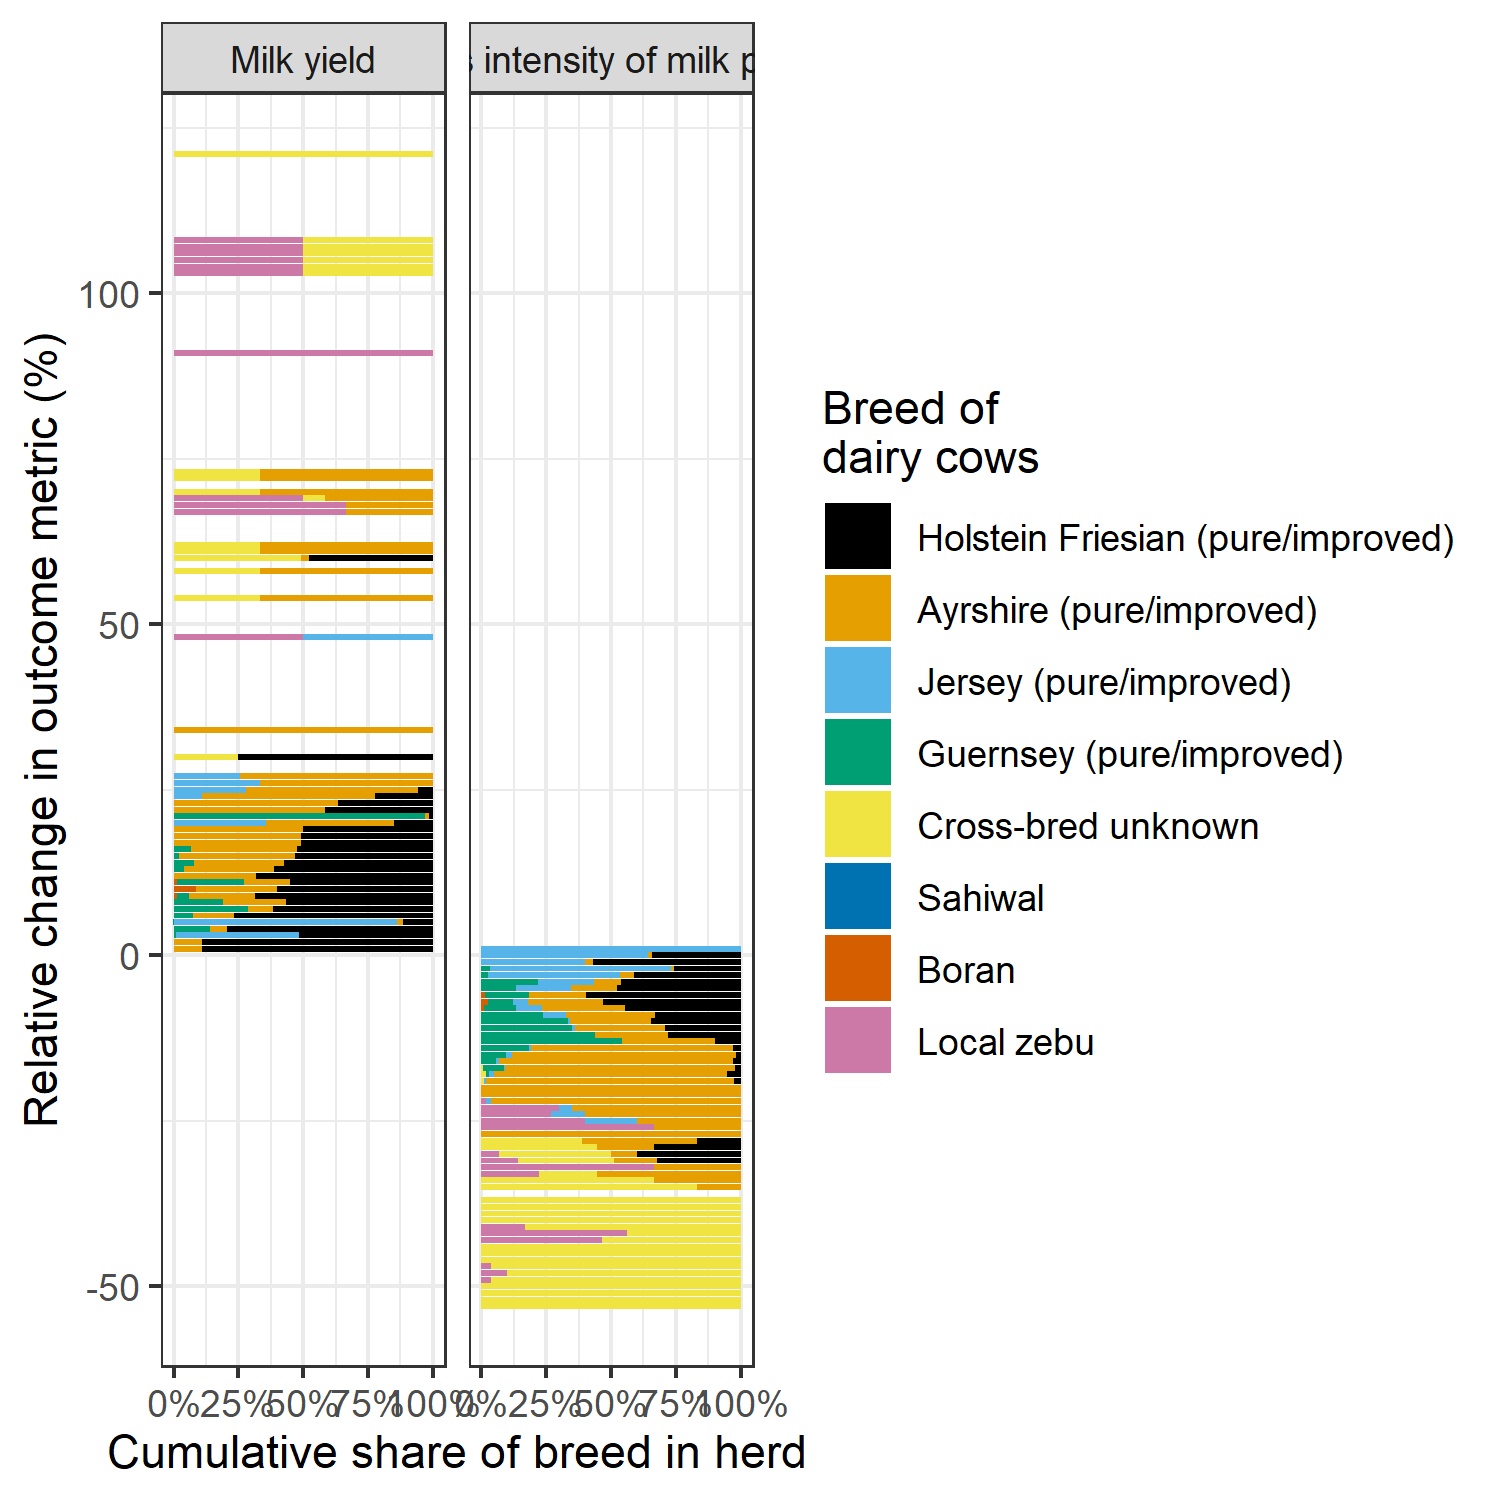 Milk yield
intensity of milk
100
50
0
-50
Relative change in outcome metric (%)
0% 25% 50% 75% 100% 0% 25% 50% 75% 100%
Cumulative share of breed in herd
Breed of
dairy cows
Holstein Friesian (pure/improved)
Ayrshire (pure/improved)
Jersey (pure/improved)
Guernsey (pure/improved)
Cross-bred unknown
Sahiwal
Boran
Local zebu